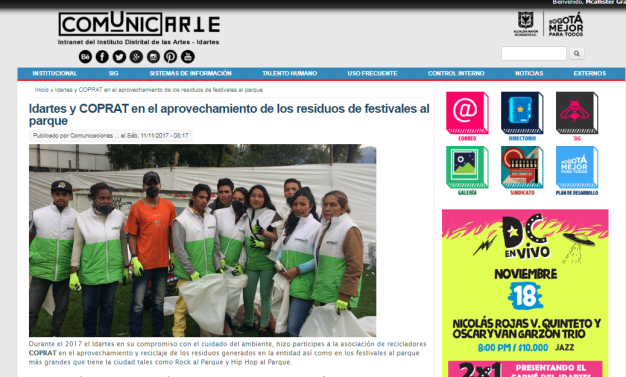 Bienvenido, Mcallister Gra
COMUNICARTE
Intranet del Instituto Distrital de las Artes - Idartes
ALCALDÍA MAYOR
DE BOGOTÁ D.C.
BOGOTÁ
MEJOR
PARA TODOS
INSTITUCIONAL SIG SISTEMAS DE INFORMACIÓN TALENTO HUMANO USO FRECUENTE CONTROL INTERNO NOTICIAS EXTERNOS
Inicio » Idartes y COPRAT en el aprovechamiento de los residuos de festivales al parque
Idartes y COPRAT en el aprovechamiento de los residuos de festivales al
parque
Publicado por Comunicaciones ... el Sáb, 11/11/2017 - 08:17
CORREO
DIRECTORIO
SIG
GALERÍA
SINDICATO
BOGOTÁ
MEJOR
PARA TODOS
PLAN DE DESARROLLO
Durante el 2017 el Idartes en su compromiso con el cuidado del ambiente, hizo participes a la asociación de recicladores
COPRAT en el aprovechamiento y reciclaje de los residuos generados en la entidad así como en los festivales al parque
más grandes que tiene la ciudad tales como Rock al Parque y Hip Hop al Parque.
DC
EN VIVO
NOVIEMBRE
18
NICOLÁS ROJAS V. QUINTETO Y
OSCARYVAN GARZÓN TRIO
8:00 PM / $10.000 JAZZ
2x1
PRESENTANDO EL